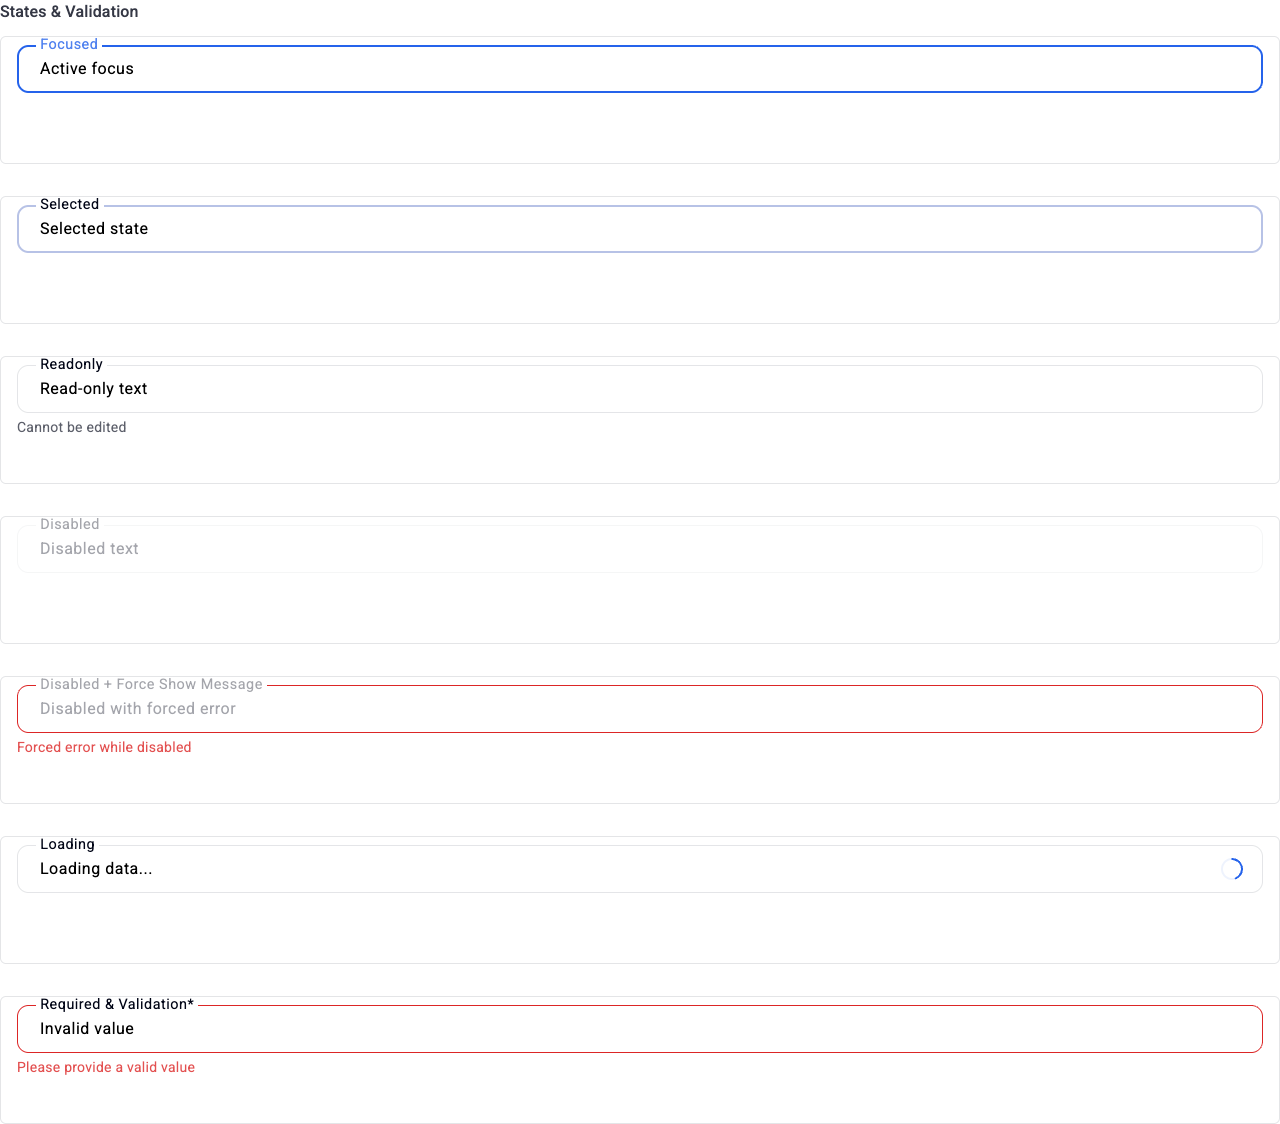 States & Validation
Focused
Active focus
Selected
Selected state
Readonly
Read-only text
Cannot be edited
Disabled
Disabled text
Disabled + Force Show Message
Disabled with forced error
Forced error while disabled
Loading
Loading data...
Required & Validation*
Invalid value
Please provide a valid value